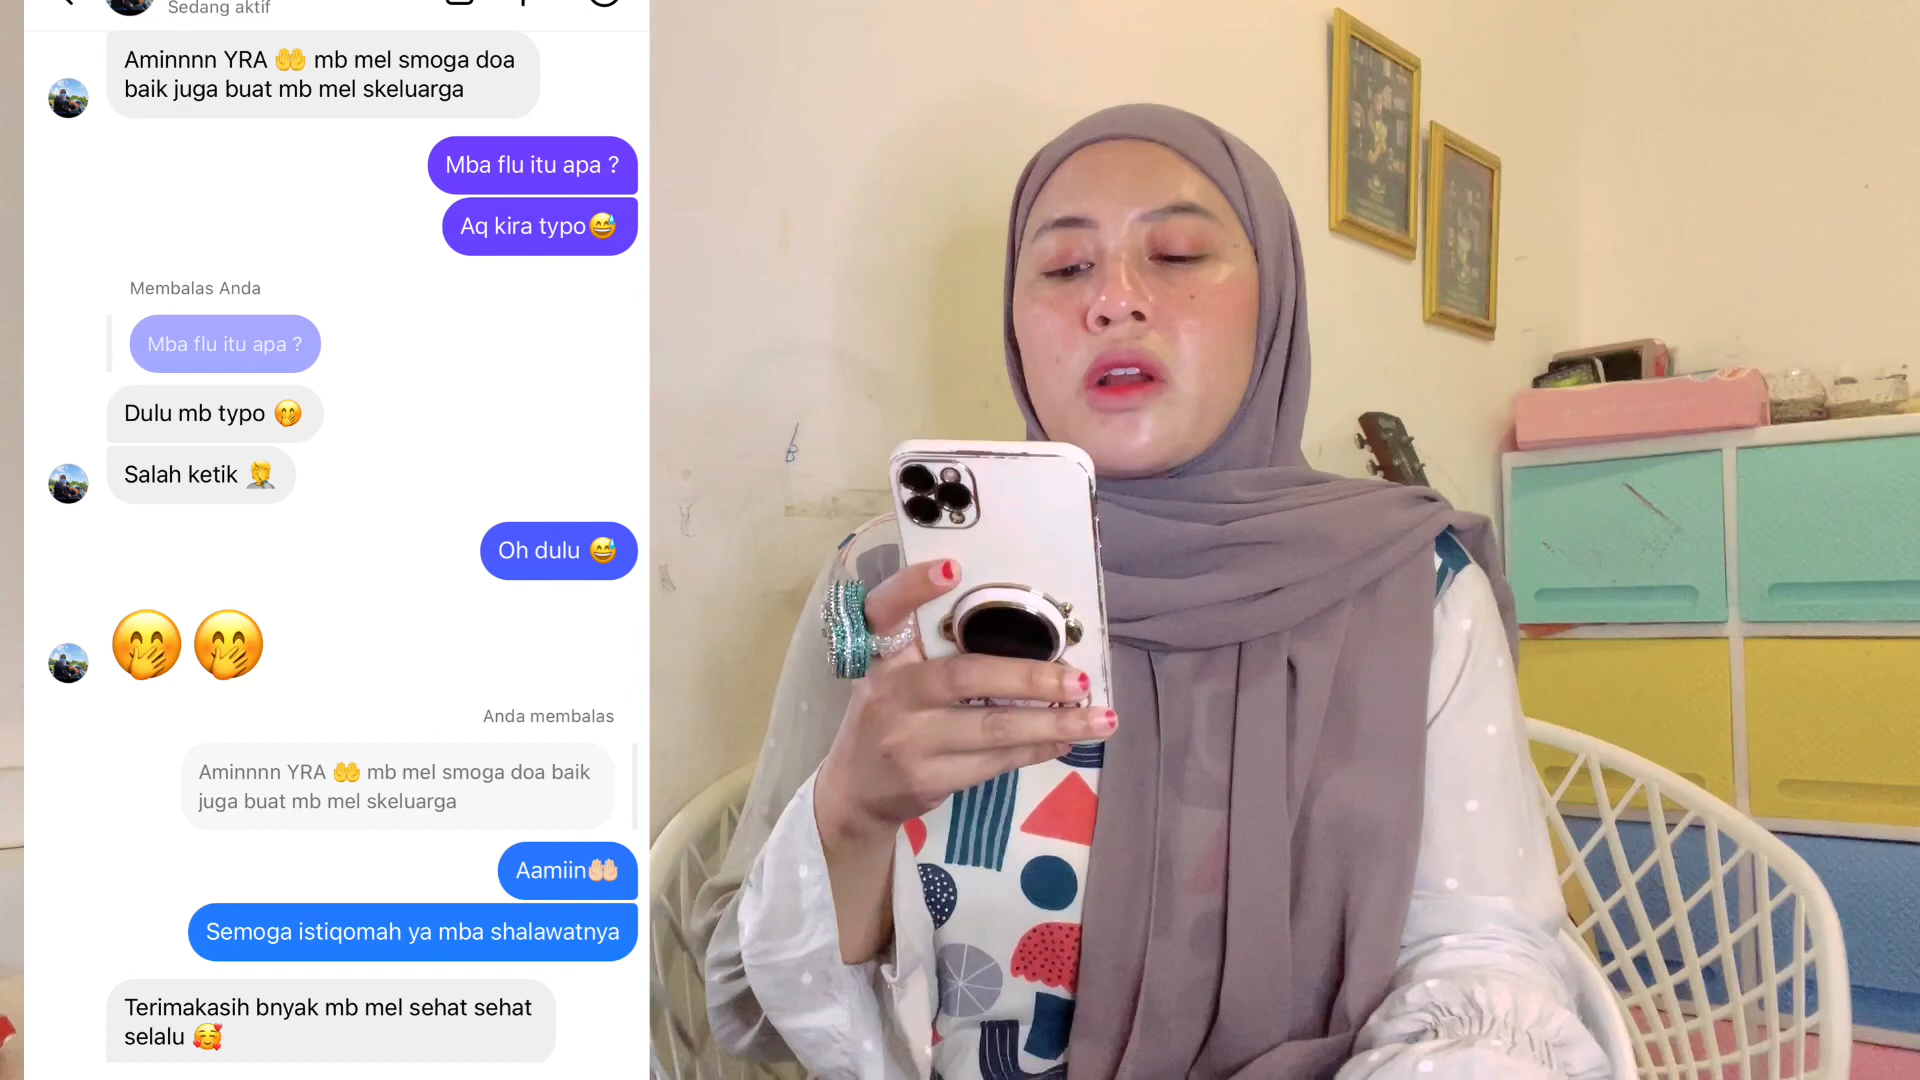 Sedang aktif
Aminnnn YRA 🤲 mb mel smoga doa
baik juga buat mb mel skeluarga
Mba flu itu apa ?
Aq kira typo😅
Membalas Anda
Mba flu itu apa ?
Dulu mb typo 🤭
Salah ketik 🤦
Oh dulu 😅
🤭🤭
Anda membalas
Aminnnn YRA 🤲 mb mel smoga doa baik
juga buat mb mel skeluarga
Aamiin🤲🏻
Semoga istiqomah ya mba shalawatnya
Terimakasih bnyak mb mel sehat sehat
selalu 🥰